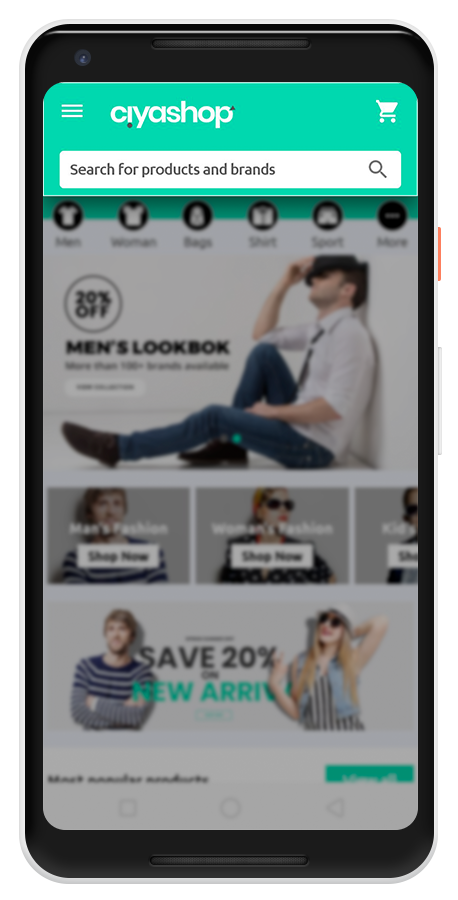 ciyashop
Search for products and brands
Men Woman Bags Shirt Sport More
20%
OFF
MEN'S LOOKBOK
More than 100+ brands available
VIEW COLLECTION
Man's Fashion Woman's Fashion Kid's
Shop Now Shop Now Sh
SAVE 20%
ON
NEW ARRIV
Most popular products View all